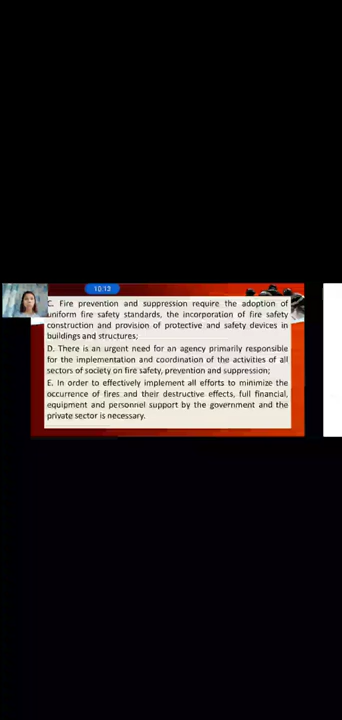 10:13
C. Fire prevention and suppression require the adoption of
uniform fire safety standards, the incorporation of fire safety
construction and provision of protective and safety devices in
buildings and structures;
D. There is an urgent need for an agency primarily responsible
for the implementation and coordination of the activities of all
sectors of society on fire safety, prevention and suppression;
E. In order to effectively implement all efforts to minimize the
occurrence of fires and their destructive effects, full financial,
equipment and personnel support by the government and the
private sector is necessary.